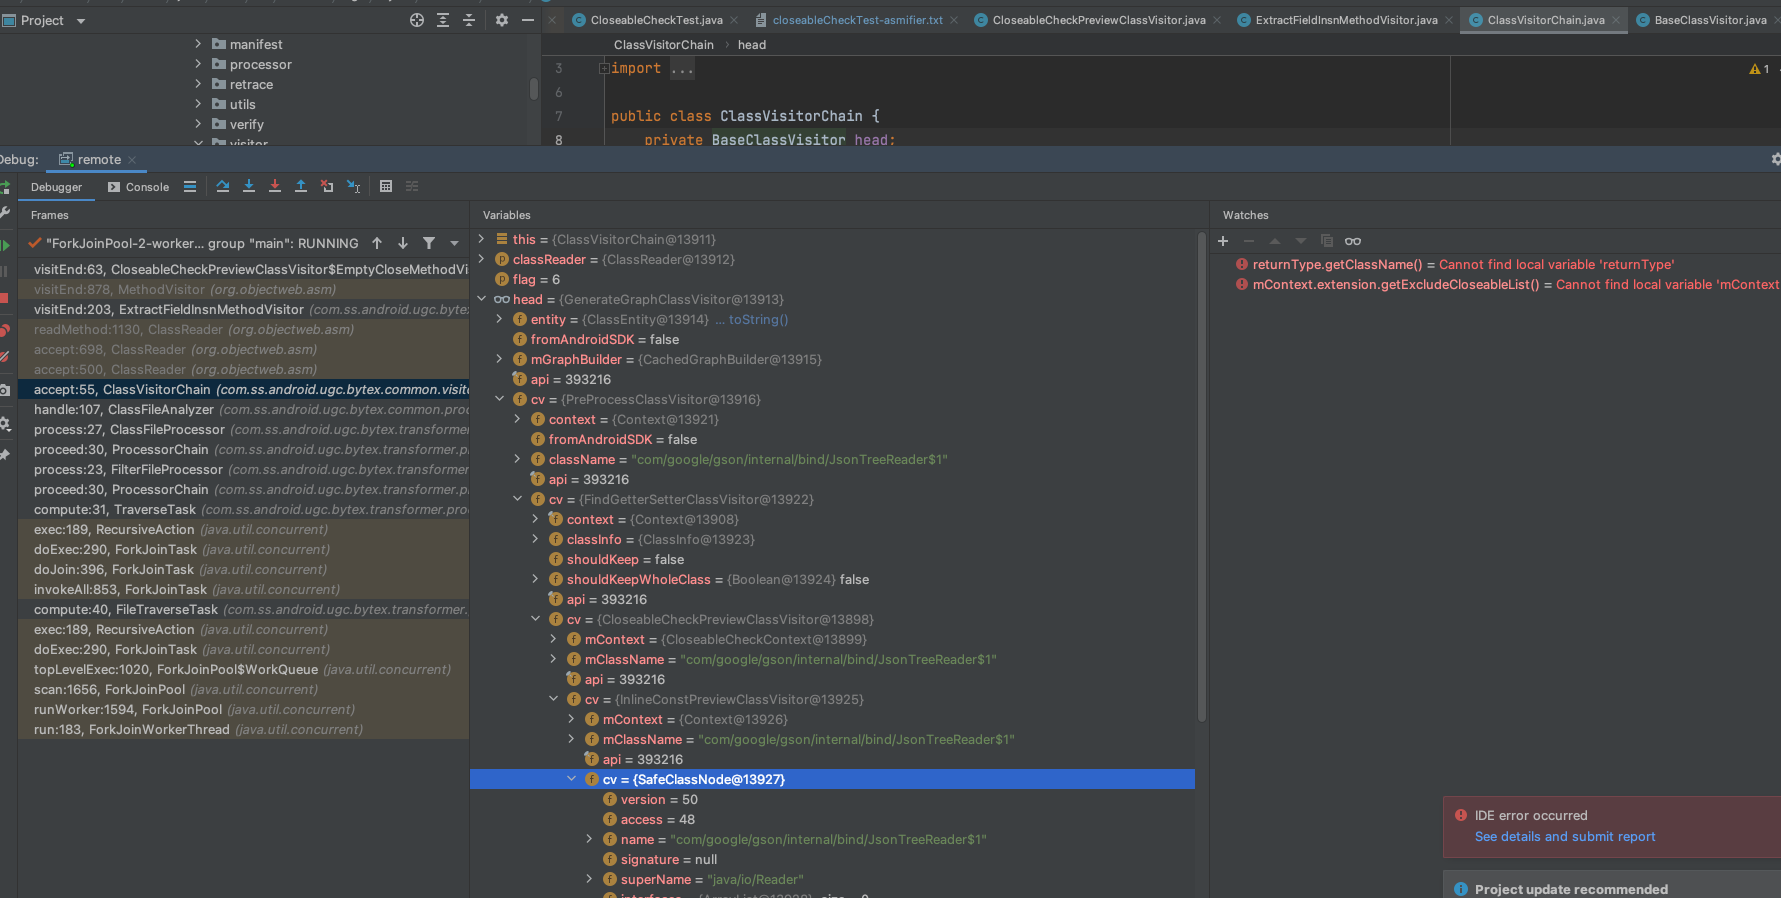 Project
CloseableCheckTest.java
closeableCheckTest-asmifier.txt
CloseableCheckPreviewClassVisitor.java
ExtractFieldInsnMethodVisitor.java
ClassVisitorChain.java
BaseClassVisitor.java
manifest
processor
retrace
utils
verify
visitor
ClassVisitorChain › head
3 import ...
6
7 public class ClassVisitorChain {
8 private BaseClassVisitor head;
1
Debug: remote
Debugger
Console
Frames
"ForkJoinPool-2-worker... group "main": RUNNING
visitEnd:63, CloseableCheckPreviewClassVisitor$EmptyCloseMethodVi
visitEnd:878, MethodVisitor (org.objectweb.asm)
visitEnd:203, ExtractFieldInsnMethodVisitor (com.ss.android.ugc.bytex
readMethod:1130, ClassReader (org.objectweb.asm)
accept:698, ClassReader (org.objectweb.asm)
accept:500, ClassReader (org.objectweb.asm)
accept:55, ClassVisitorChain (com.ss.android.ugc.bytex.common.visito
handle:107, ClassFileAnalyzer (com.ss.android.ugc.bytex.common.proc
process:27, ClassFileProcessor (com.ss.android.ugc.bytex.transformer
proceed:30, ProcessorChain (com.ss.android.ugc.bytex.transformer.p
process:23, FilterFileProcessor (com.ss.android.ugc.bytex.transformer
proceed:30, ProcessorChain (com.ss.android.ugc.bytex.transformer.p
compute:31, TraverseTask (com.ss.android.ugc.bytex.transformer.pro
exec:189, RecursiveAction (java.util.concurrent)
doExec:290, ForkJoinTask (java.util.concurrent)
doJoin:396, ForkJoinTask (java.util.concurrent)
invokeAll:853, ForkJoinTask (java.util.concurrent)
compute:40, FileTraverseTask (com.ss.android.ugc.bytex.transformer.
exec:189, RecursiveAction (java.util.concurrent)
doExec:290, ForkJoinTask (java.util.concurrent)
topLevelExec:1020, ForkJoinPool$WorkQueue (java.util.concurrent)
scan:1656, ForkJoinPool (java.util.concurrent)
runWorker:1594, ForkJoinPool (java.util.concurrent)
run:183, ForkJoinWorkerThread (java.util.concurrent)
Variables
this = {ClassVisitorChain@13911}
classReader = {ClassReader@13912}
flag = 6
head = {GenerateGraphClassVisitor@13913}
entity = {ClassEntity@13914} ... toString()
fromAndroidSDK = false
mGraphBuilder = {CachedGraphBuilder@13915}
api = 393216
cv = {PreProcessClassVisitor@13916}
context = {Context@13921}
fromAndroidSDK = false
className = "com/google/gson/internal/bind/JsonTreeReader$1"
api = 393216
cv = {FindGetterSetterClassVisitor@13922}
context = {Context@13908}
classInfo = {ClassInfo@13923}
shouldKeep = false
shouldKeepWholeClass = {Boolean@13924} false
api = 393216
cv = {CloseableCheckPreviewClassVisitor@13898}
mContext = {CloseableCheckContext@13899}
mClassName = "com/google/gson/internal/bind/JsonTreeReader$1"
api = 393216
cv = {InlineConstPreviewClassVisitor@13925}
mContext = {Context@13926}
mClassName = "com/google/gson/internal/bind/JsonTreeReader$1"
api = 393216
cv = {SafeClassNode@13927}
version = 50
access = 48
name = "com/google/gson/internal/bind/JsonTreeReader$1"
signature = null
superName = "java/io/Reader"
Watches
returnType.getClassName() = Cannot find local variable 'returnType'
mContext.extension.getExcludeCloseableList() = Cannot find local variable 'mContext
IDE error occurred
See details and submit report
Project update recommended